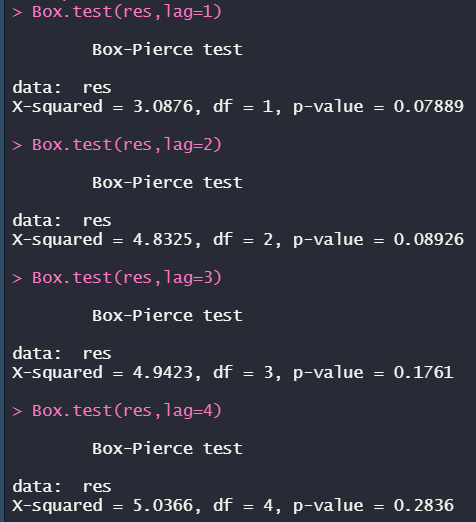 > Box.test(res,lag=1)
Box-Pierce test
data:  res
X-squared = 3.0876, df = 1, p-value = 0.07889
> Box.test(res,lag=2)
Box-Pierce test
data:  res
X-squared = 4.8325, df = 2, p-value = 0.08926
> Box.test(res,lag=3)
Box-Pierce test
data:  res
X-squared = 4.9423, df = 3, p-value = 0.1761
> Box.test(res,lag=4)
Box-Pierce test
data:  res
X-squared = 5.0366, df = 4, p-value = 0.2836